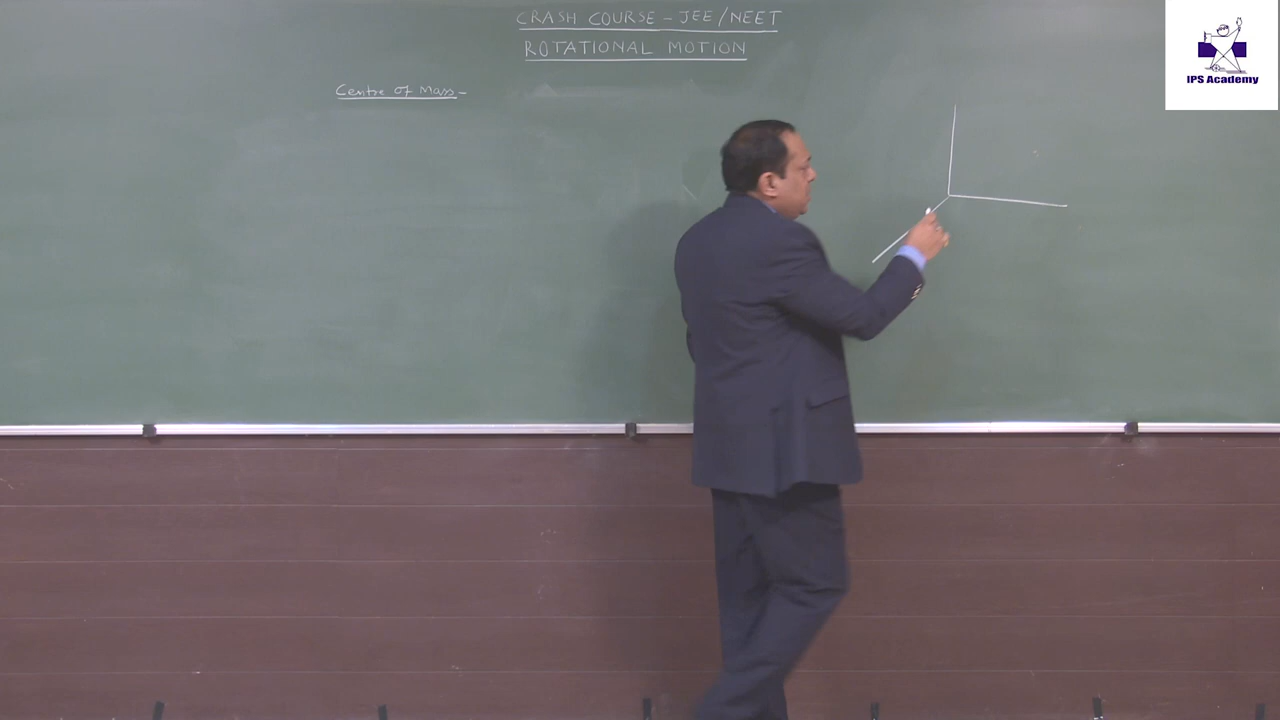 CRASH COURSE - JEE/NEET
ROTATIONAL MOTION
Centre of Mass -
IPS Academy